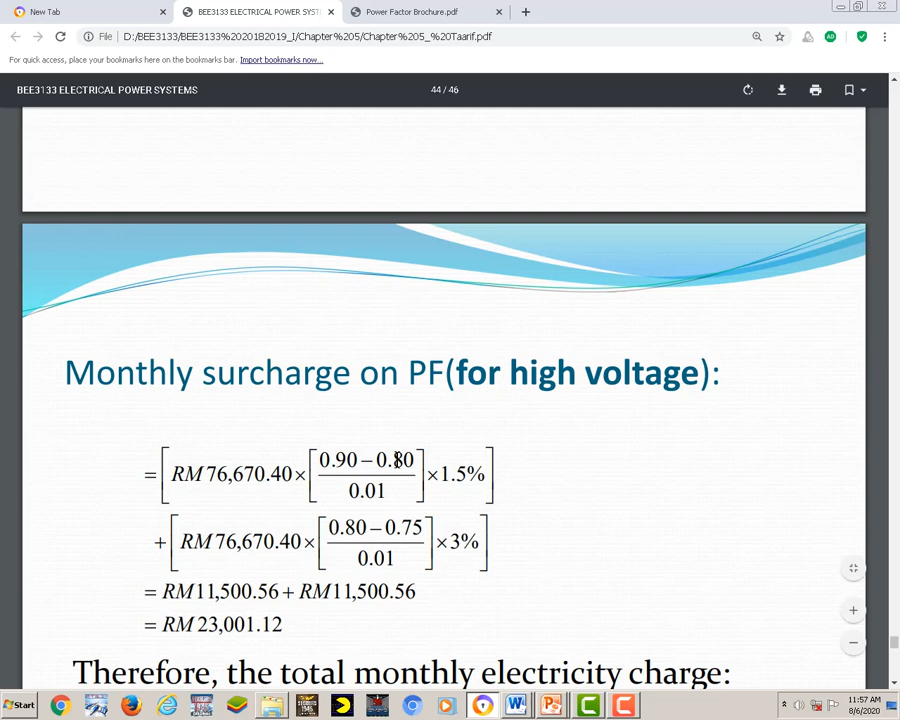 New Tab
BEE3133 ELECTRICAL POWER SYST
Power Factor Brochure.pdf
File D:/BEE3133/BEE3133%2020182019_I/Chapter%205/Chapter%205_%20Taarif.pdf
AD
For quick access, place your bookmarks here on the bookmarks bar. Import bookmarks now...
BEE3133 ELECTRICAL POWER SYSTEMS
44 / 46
Monthly surcharge on PF(for high voltage):
= [RM 76,670.40 × [(0.90 − 0.80) / 0.01] × 1.5%]
+ [RM 76,670.40 × [(0.80 − 0.75) / 0.01] × 3%]
= RM 11,500.56 + RM 11,500.56
= RM 23,001.12
Therefore, the total monthly electricity charge:
Start
11:57 AM
8/6/2020